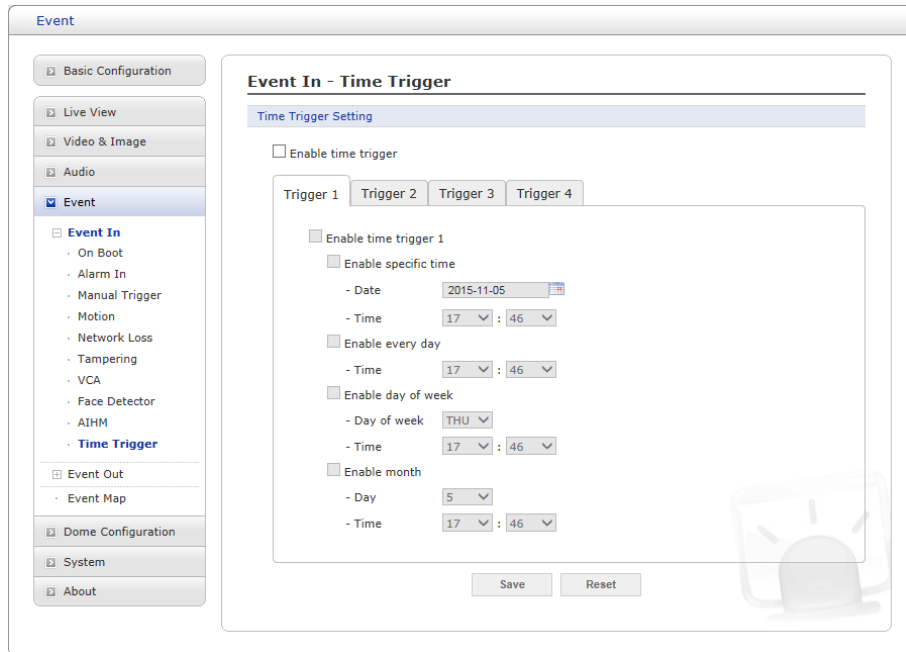 Event
Basic Configuration
Live View
Video & Image
Audio
Event
Event In
On Boot
Alarm In
Manual Trigger
Motion
Network Loss
Tampering
VCA
Face Detector
AIHM
Time Trigger
Event Out
Event Map
Dome Configuration
System
About
Event In - Time Trigger
Time Trigger Setting
Enable time trigger
Trigger 1 Trigger 2 Trigger 3 Trigger 4
Enable time trigger 1
Enable specific time
- Date 2015-11-05
- Time 17 : 46
Enable every day
- Time 17 : 46
Enable day of week
- Day of week THU
- Time 17 : 46
Enable month
- Day 5
- Time 17 : 46
Save Reset